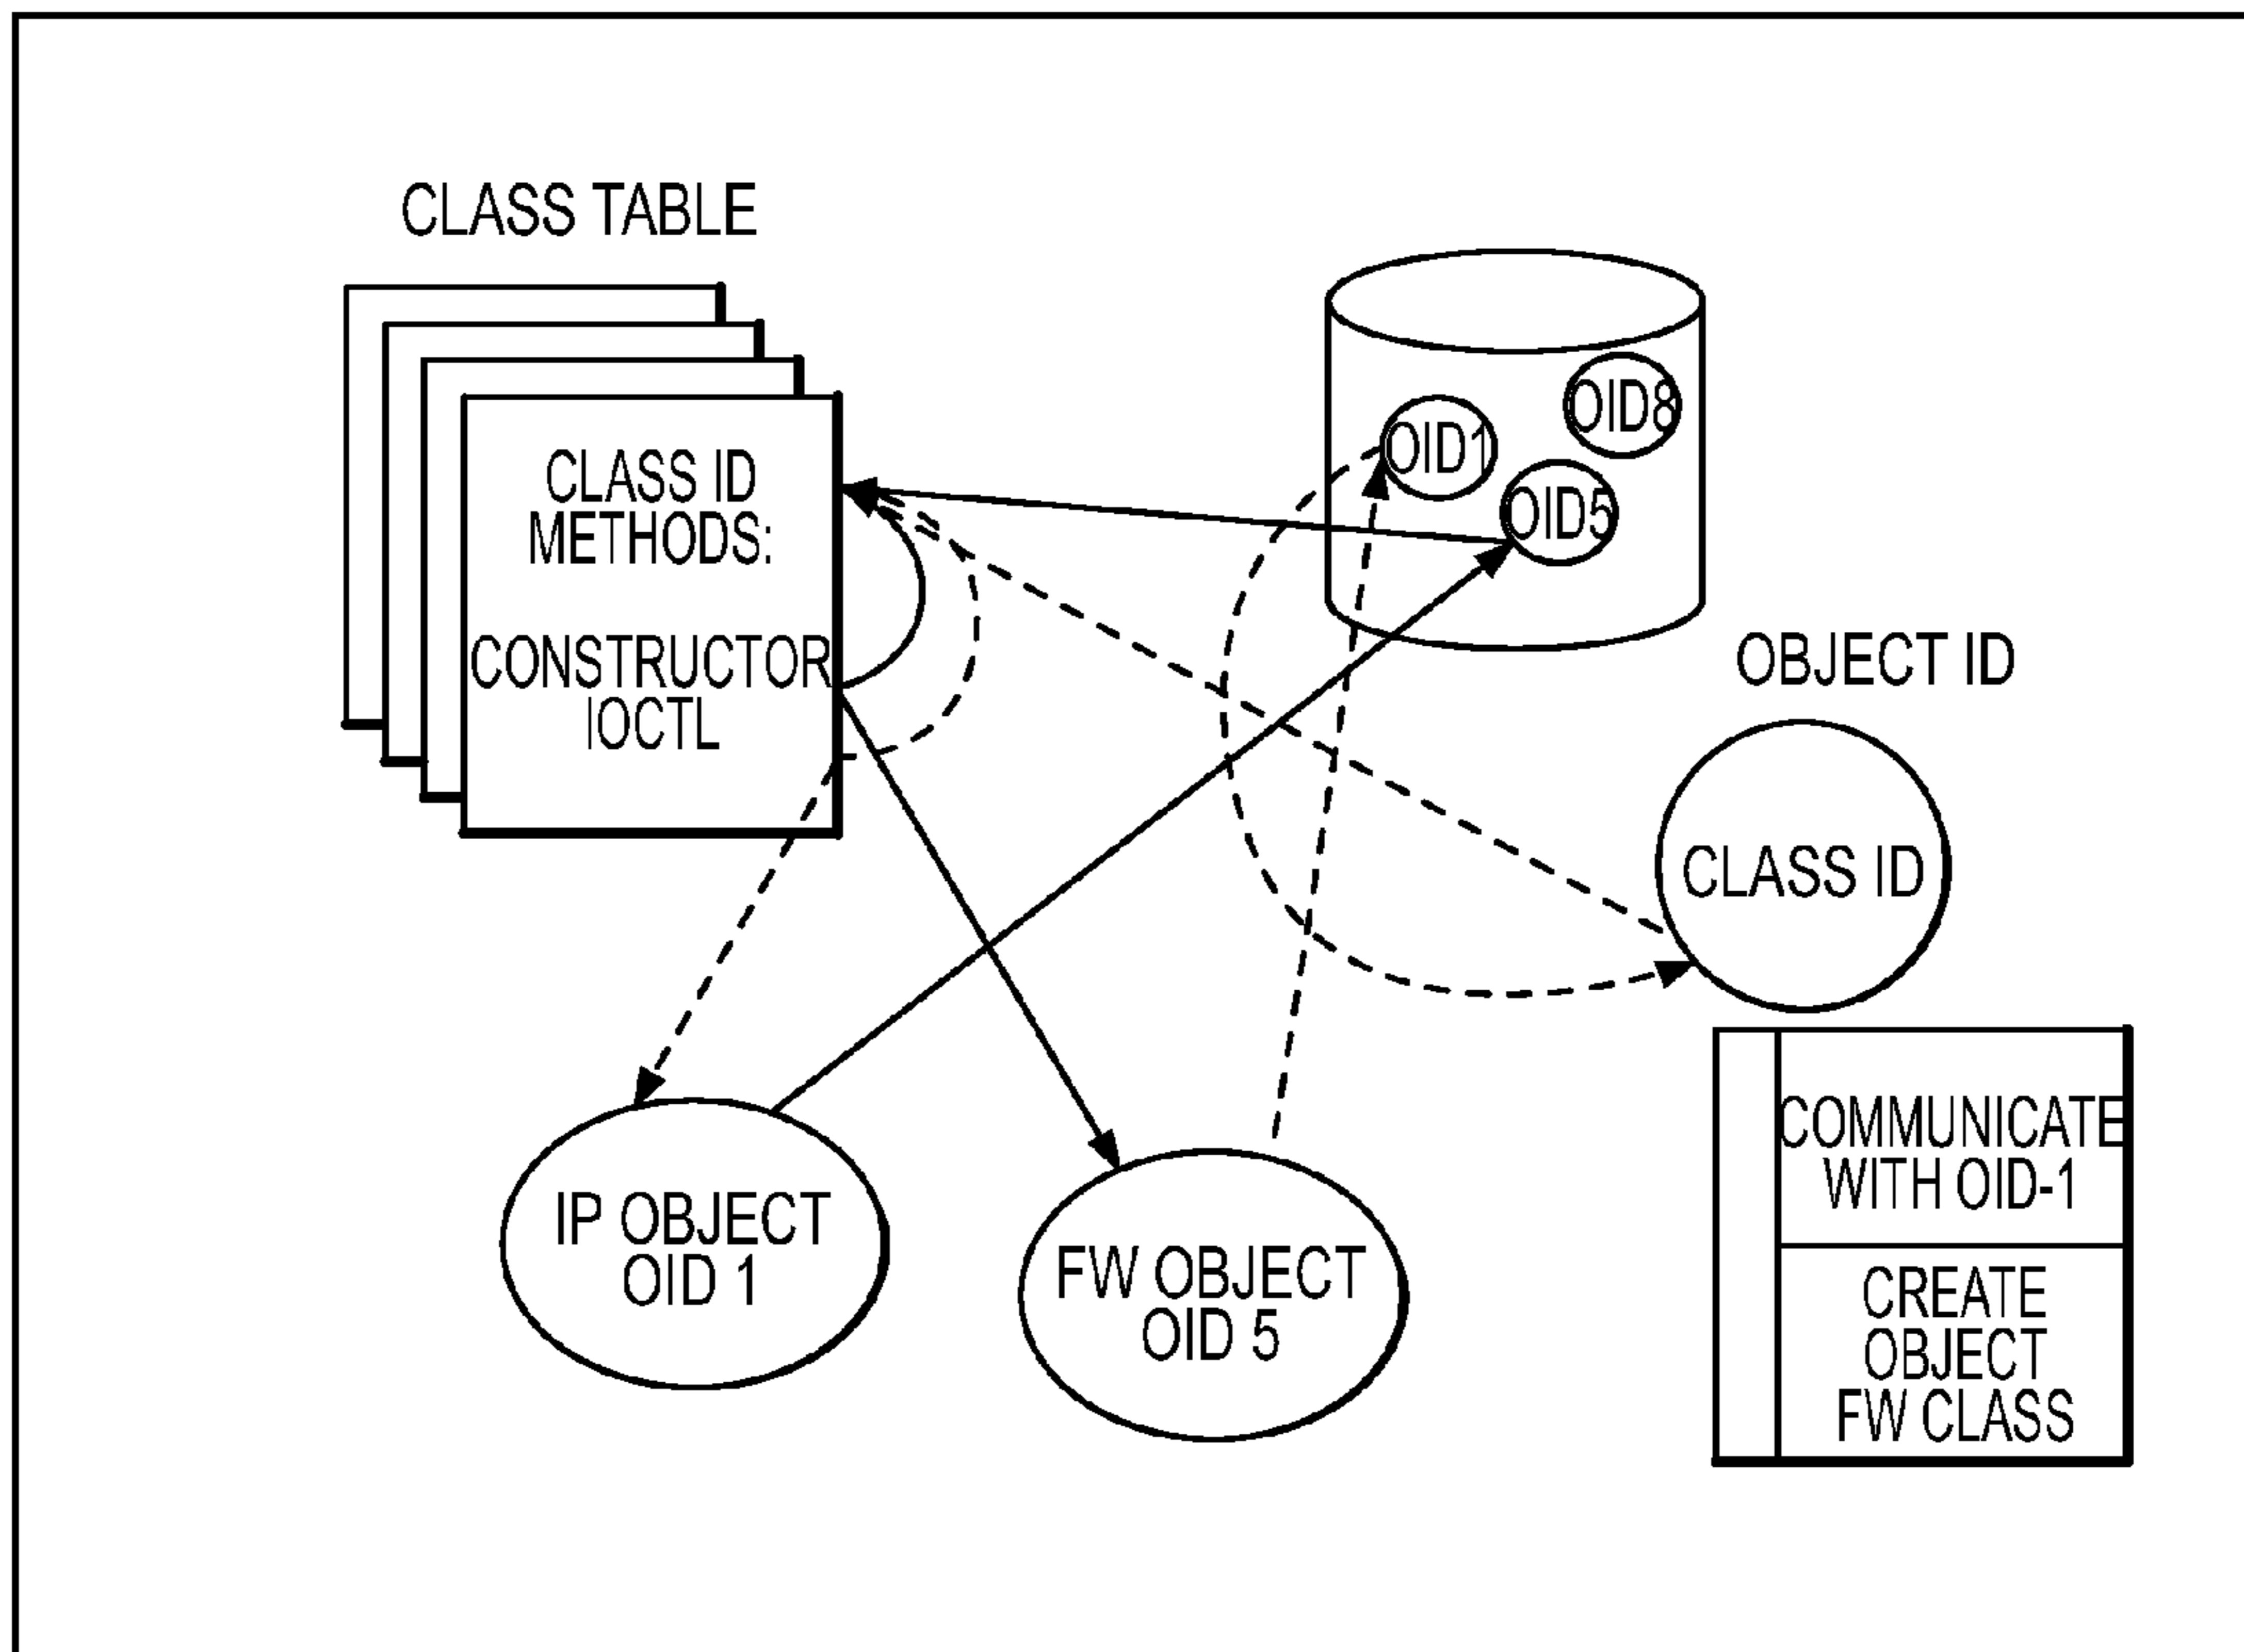 CLASS TABLE
CLASS ID
METHODS:
CONSTRUCTOR
IOCTL
OID8
OID1
OID5
OBJECT ID
CLASS ID
IP OBJECT
OID 1
FW OBJECT
OID 5
COMMUNICATE
WITH OID-1
CREATE
OBJECT
FW CLASS